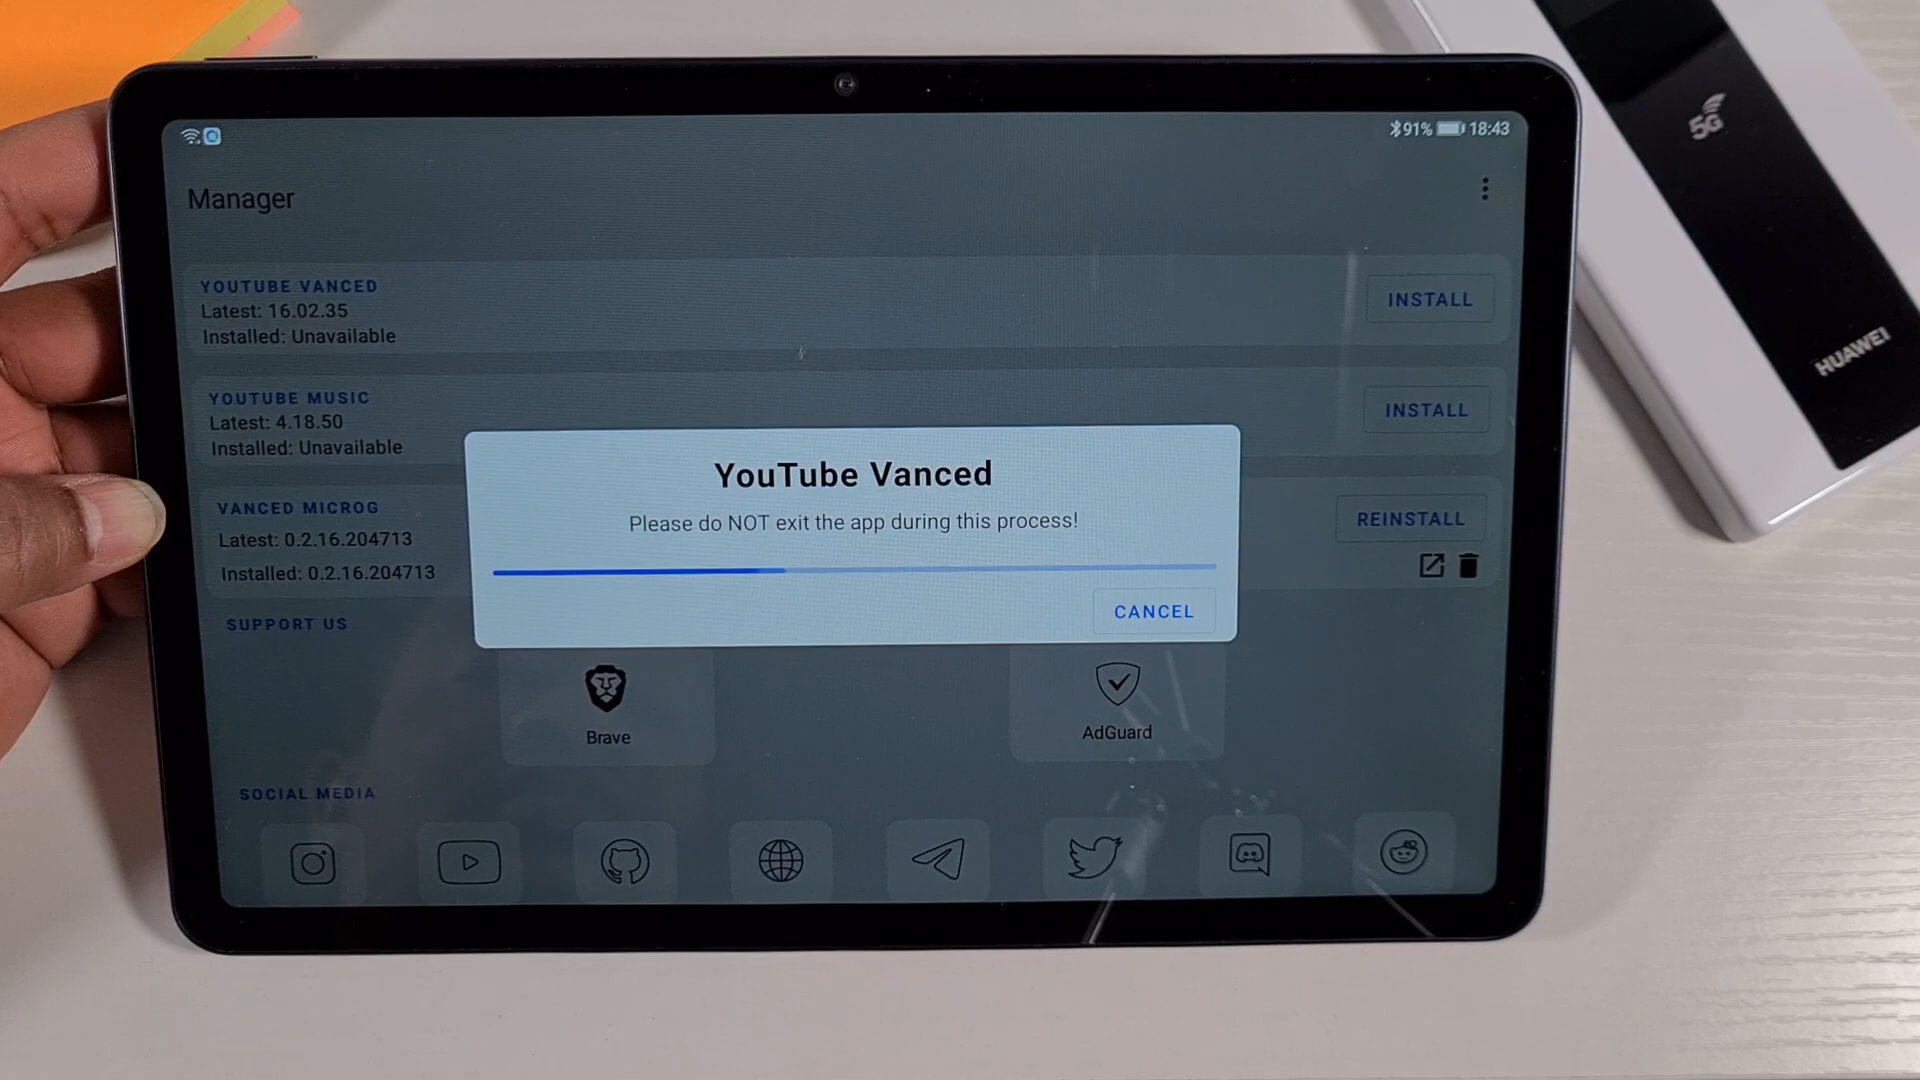 91% 18:43
Manager
YOUTUBE VANCED
Latest: 16.02.35
Installed: Unavailable
INSTALL
YOUTUBE MUSIC
Latest: 4.18.50
Installed: Unavailable
INSTALL
VANCED MICROG
Latest: 0.2.16.204713
Installed: 0.2.16.204713
REINSTALL
YouTube Vanced
Please do NOT exit the app during this process!
CANCEL
SUPPORT US
Brave
AdGuard
SOCIAL MEDIA
5G
HUAWEI